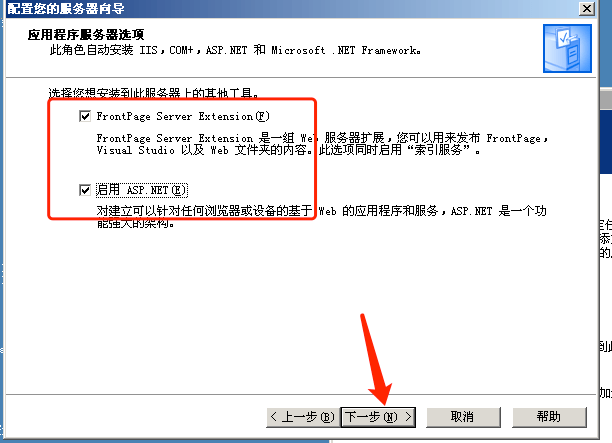 配置您的服务器向导
应用程序服务器选项
此角色自动安装 IIS,COM+,ASP.NET 和 Microsoft .NET Framework。
选择您想安装到此服务器上的其他工具。
FrontPage Server Extension(F)
FrontPage Server Extension 是一组 Web 服务器扩展,您可以用来发布 FrontPage,
Visual Studio 以及 Web 文件夹的内容。此选项同时启用“索引服务”。
启用 ASP.NET(E)
对建立可以针对任何浏览器或设备的基于 Web 的应用程序和服务,ASP.NET 是一个功
能强大的架构。
< 上一步(B) 下一步(N) > 取消 帮助